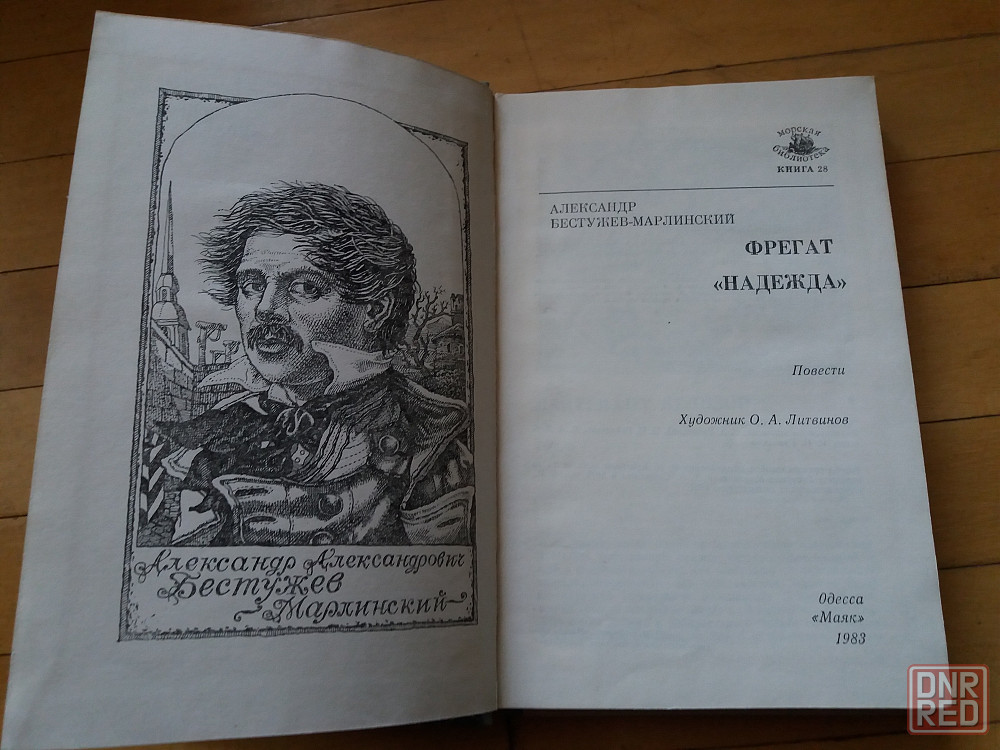 Александр Александрович
Бестужев
Марлинский
морская
библиотека
КНИГА 28
АЛЕКСАНДР
БЕСТУЖЕВ-МАРЛИНСКИЙ
ФРЕГАТ
«НАДЕЖДА»
Повести
Художник О. А. Литвинов
Одесса
«Маяк»
1983
DNR
RED